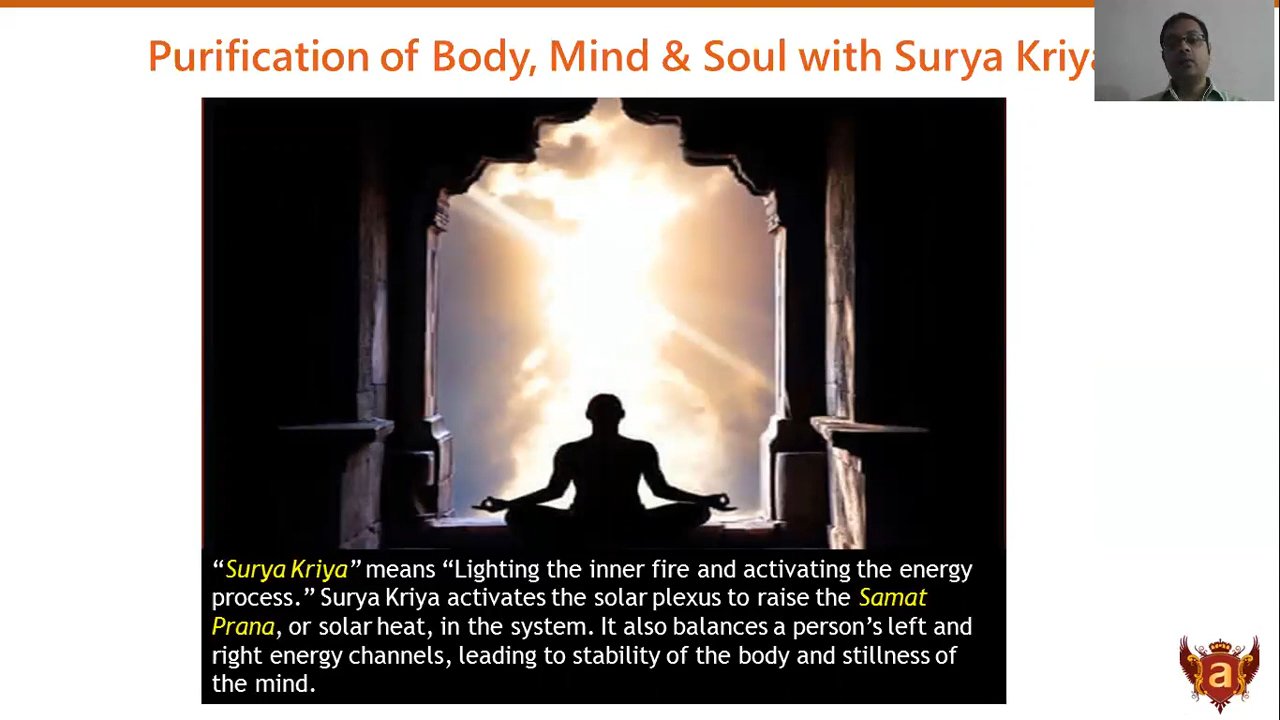 Purification of Body, Mind & Soul with Surya Kriya
“Surya Kriya” means “Lighting the inner fire and activating the energy
process.” Surya Kriya activates the solar plexus to raise the Samat
Prana, or solar heat, in the system. It also balances a person’s left and
right energy channels, leading to stability of the body and stillness of
the mind.
a